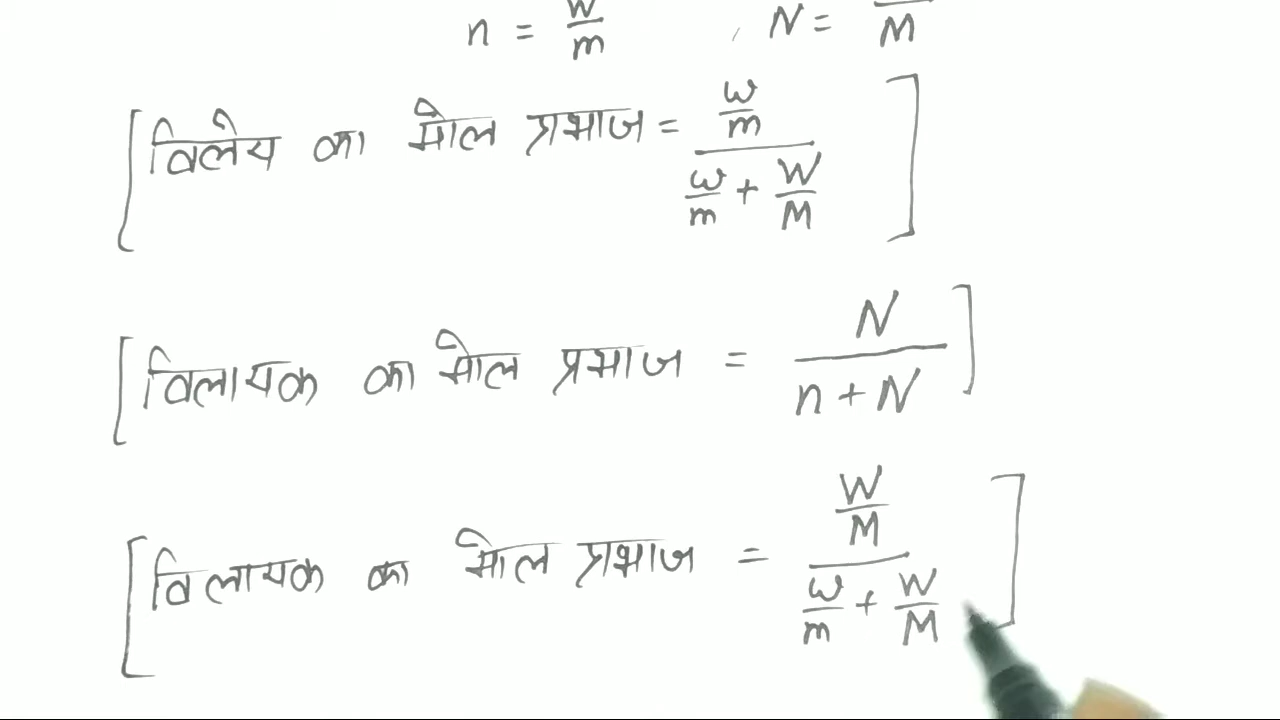 n = w/m , N = /M
[विलेय का मोल प्रभाज = (w/m)/(w/m + W/M)]
[विलायक का मोल प्रभाज = N/(n + N)]
[विलायक का मोल प्रभाज = (W/M)/(w/m + W/M)]